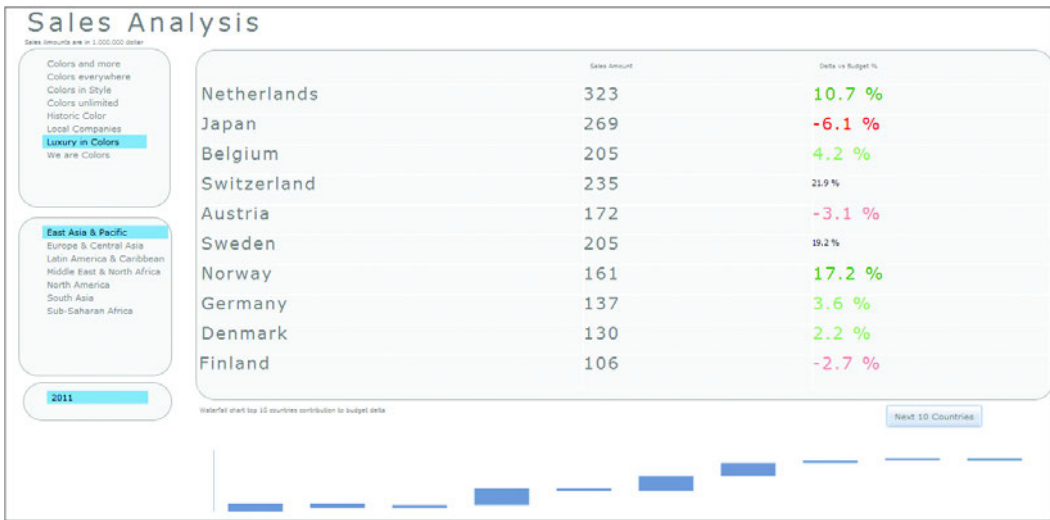 Sales Analysis
Sales Amounts are in 1.000.000 dollar
Colors and more
Colors everywhere
Colors in Style
Colors unlimited
Historic Color
Local Companies
Luxury in Colors
We are Colors
East Asia & Pacific
Europe & Central Asia
Latin America & Caribbean
Middle East & North Africa
North America
South Asia
Sub-Saharan Africa
2011
Sales Amount Delta vs Budget %
Netherlands 323 10.7 %
Japan 269 -6.1 %
Belgium 205 4.2 %
Switzerland 235 21.9 %
Austria 172 -3.1 %
Sweden 205 19.2 %
Norway 161 17.2 %
Germany 137 3.6 %
Denmark 130 2.2 %
Finland 106 -2.7 %
Waterfall chart top 10 countries contribution to budget delta
Next 10 Countries